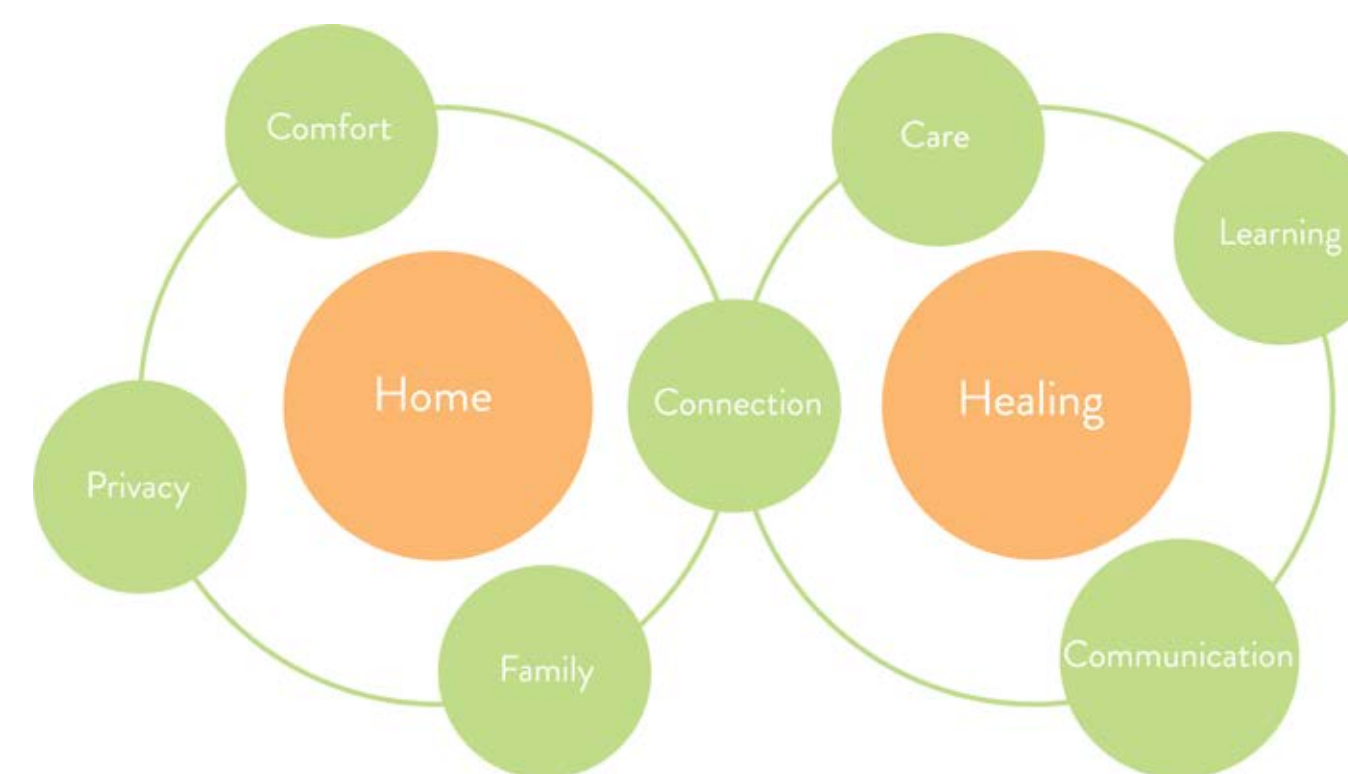 Comfort
Care
Learning
Home
Connection
Healing
Privacy
Family
Communication